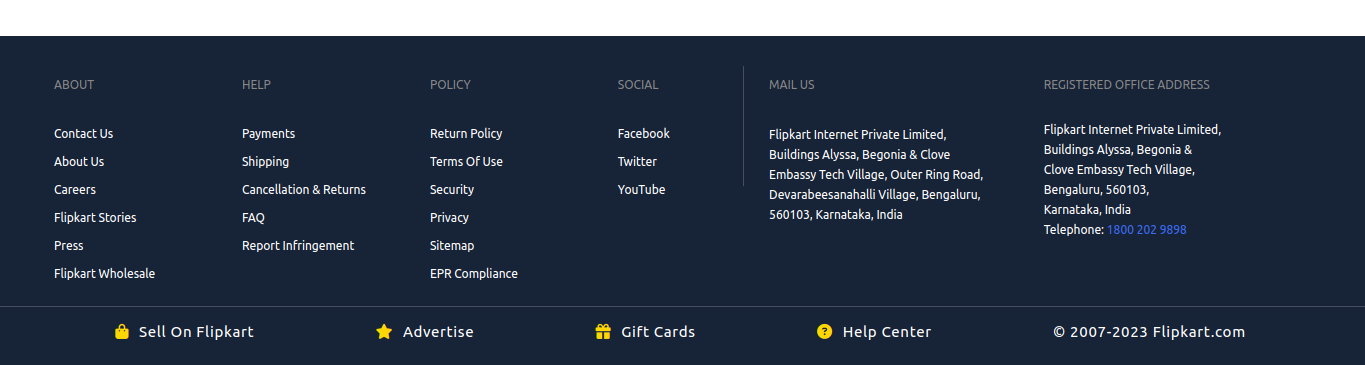 ABOUT
Contact Us
About Us
Careers
Flipkart Stories
Press
Flipkart Wholesale
HELP
Payments
Shipping
Cancellation & Returns
FAQ
Report Infringement
POLICY
Return Policy
Terms Of Use
Security
Privacy
Sitemap
EPR Compliance
SOCIAL
Facebook
Twitter
YouTube
MAIL US
Flipkart Internet Private Limited,
Buildings Alyssa, Begonia & Clove
Embassy Tech Village, Outer Ring Road,
Devarabeesanahalli Village, Bengaluru,
560103, Karnataka, India
REGISTERED OFFICE ADDRESS
Flipkart Internet Private Limited,
Buildings Alyssa, Begonia &
Clove Embassy Tech Village,
Bengaluru, 560103,
Karnataka, India
Telephone: 1800 202 9898
Sell On Flipkart
Advertise
Gift Cards
Help Center
© 2007-2023 Flipkart.com